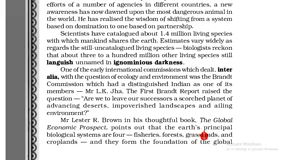 efforts of a number of agencies in different countries, a new
awareness has now dawned upon the most dangerous animal in
the world. He has realised the wisdom of shifting from a system
based on domination to one based on partnership.
Scientists have catalogued about 1.4 million living species
with which mankind shares the earth. Estimates vary widely as
regards the still-uncatalogued living species — biologists reckon
that about three to a hundred million other living species still
languish unnamed in ignominious darkness.
One of the early international commissions which dealt, inter
alia, with the question of ecology and environment was the Brandt
Commission which had a distinguished Indian as one of its
members — Mr L.K. Jha. The First Brandt Report raised the
question — "Are we to leave our successors a scorched planet of
advancing deserts, impoverished landscapes and ailing
environment?"
Mr Lester R. Brown in his thoughtful book, The Global
Economic Prospect, points out that the earth's principal
biological systems are four — fisheries, forests, grasslands, and
croplands — and they form the foundation of the global